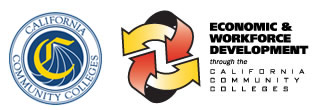 CALIFORNIA
C
COMMUNITY COLLEGES
ECONOMIC &
WORKFORCE
DEVELOPMENT
through the
CALIFORNIA
COMMUNITY
COLLEGES